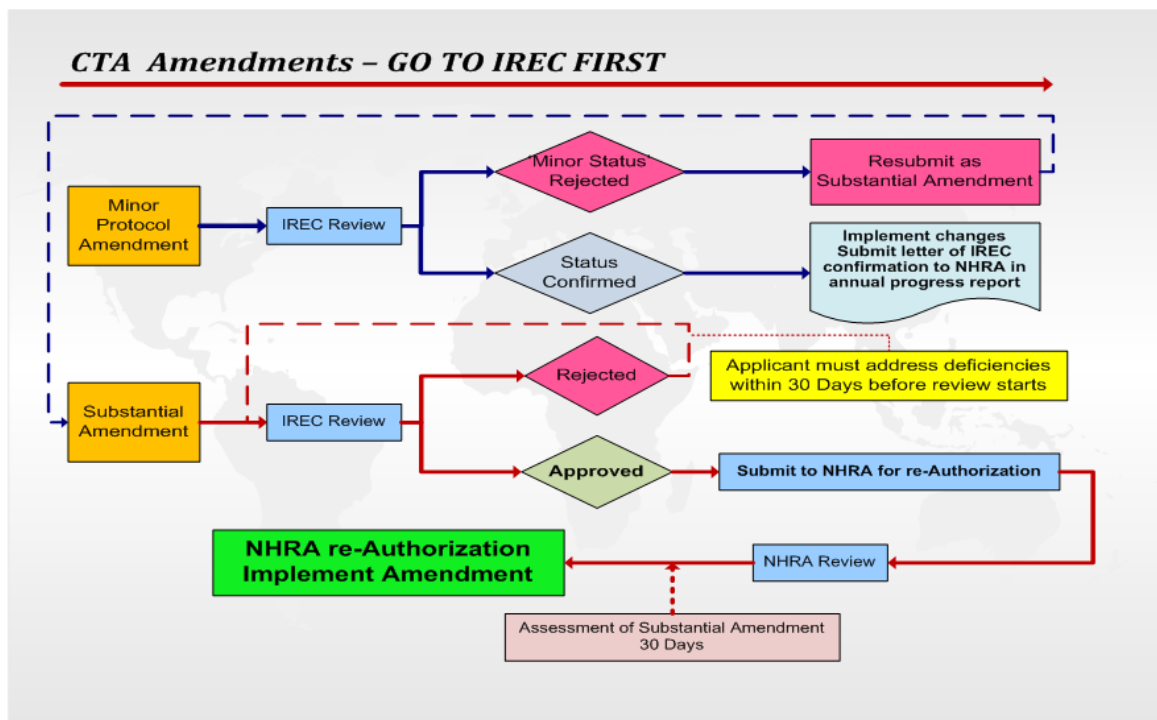 CTA Amendments – GO TO IREC FIRST
'Minor Status'
Rejected
Resubmit as
Substantial Amendment
Minor
Protocol
Amendment
IREC Review
Status
Confirmed
Implement changes
Submit letter of IREC
confirmation to NHRA in
annual progress report
Rejected
Applicant must address deficiencies
within 30 Days before review starts
Substantial
Amendment
IREC Review
Approved
Submit to NHRA for re-Authorization
NHRA re-Authorization
Implement Amendment
NHRA Review
Assessment of Substantial Amendment
30 Days